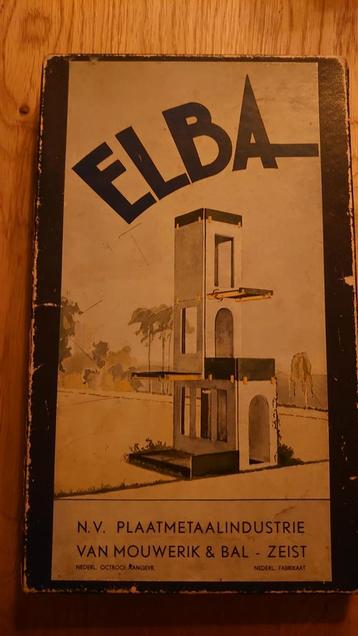 ELBA
N.V. PLAATMETAALINDUSTRIE
VAN MOUWERIK & BAL - ZEIST
NEDERL. OCTROOI AANGEVR. NEDERL. FABRIKAAT